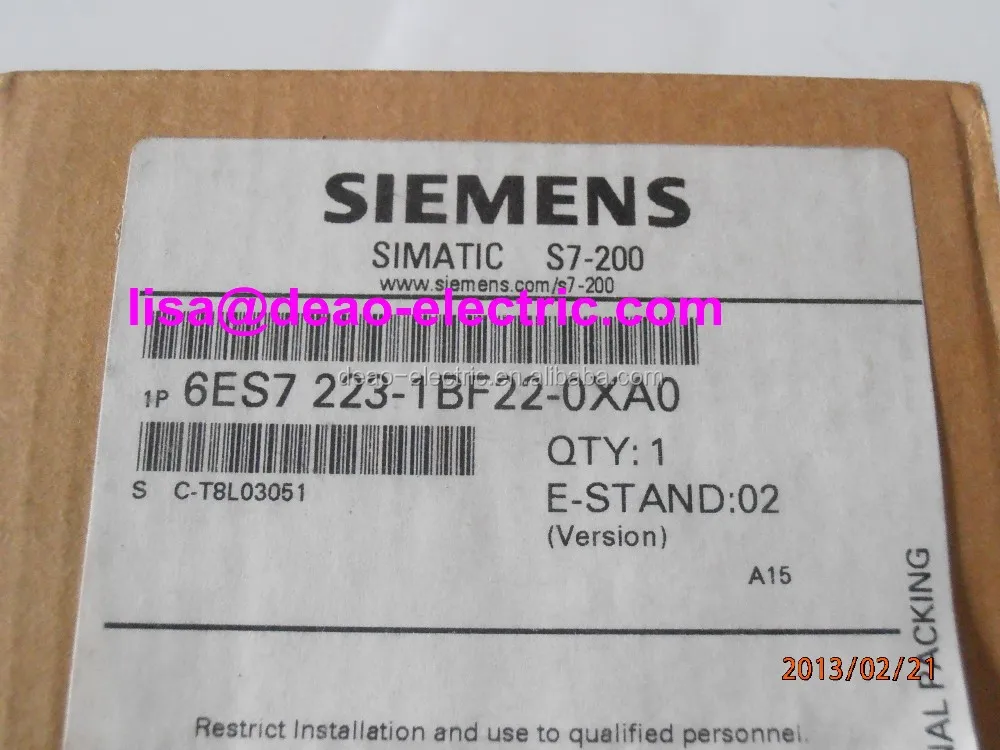 SIEMENS
SIMATIC S7-200
www.siemens.com/s7-200
lisa@deao-electric.com
deao-electric.en.alibaba.com
1P 6ES7 223-1BF22-0XA0
QTY: 1
S C-T8L03051
E-STAND:02
(Version)
A15
AL PACKING
2013/02/21
Restrict Installation and use to qualified personnel.